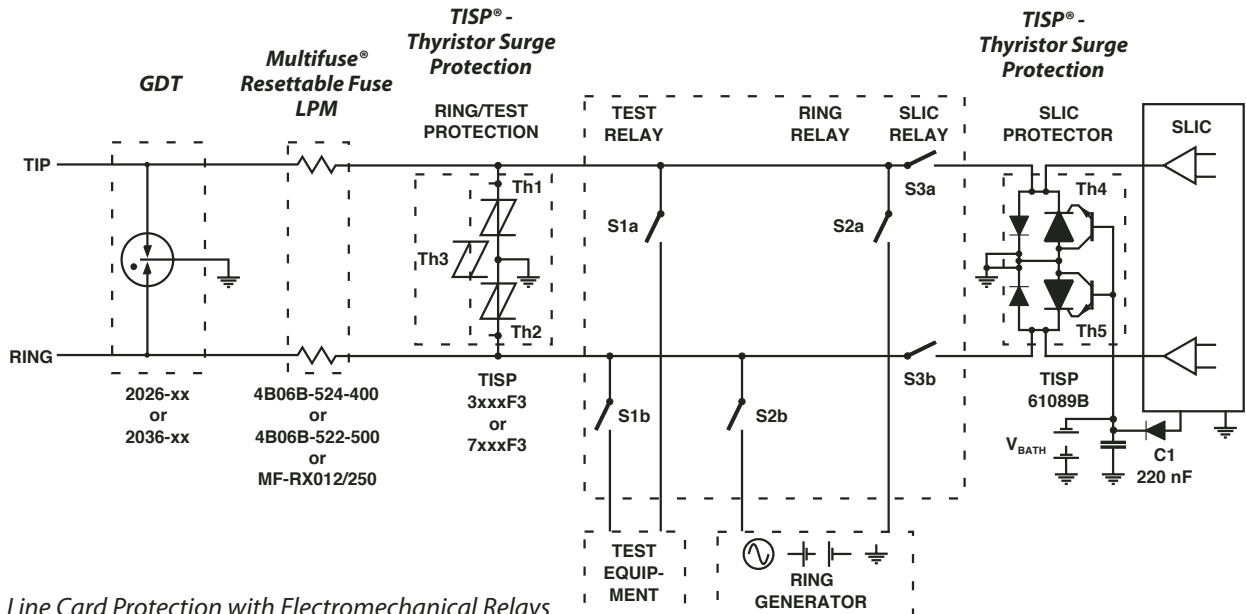 TISP® -
Thyristor Surge
Protection
TISP® -
Thyristor Surge
Protection
Multifuse®
Resettable Fuse
LPM
GDT
RING/TEST
PROTECTION
TEST
RELAY
RING
RELAY
SLIC
RELAY
SLIC
PROTECTOR
SLIC
TIP
Th1
Th3
Th2
S1a
S2a
S3a
Th4
Th5
RING
S3b
S1b
S2b
2026-xx
or
2036-xx
4B06B-524-400
or
4B06B-522-500
or
MF-RX012/250
TISP
3xxxF3
or
7xxxF3
TISP
61089B
VBATH
C1
220 nF
TEST
EQUIP-
MENT
RING
GENERATOR
Line Card Protection with Electromechanical Relays